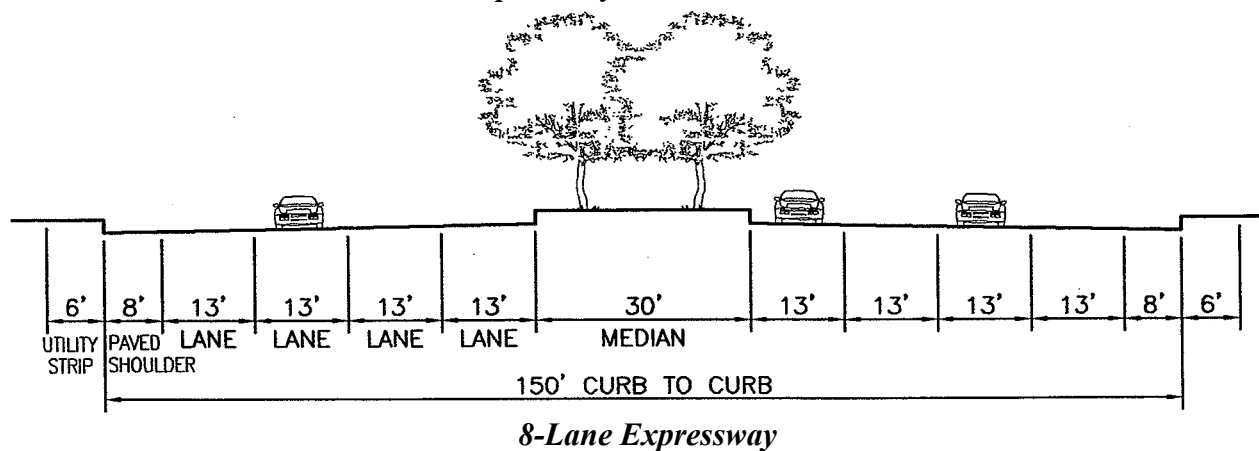 6' 8' 13' 13' 13' 13' 30' 13' 13' 13' 13' 8' 6'
UTILITY STRIP PAVED SHOULDER LANE LANE LANE LANE MEDIAN
150' CURB TO CURB
8-Lane Expressway